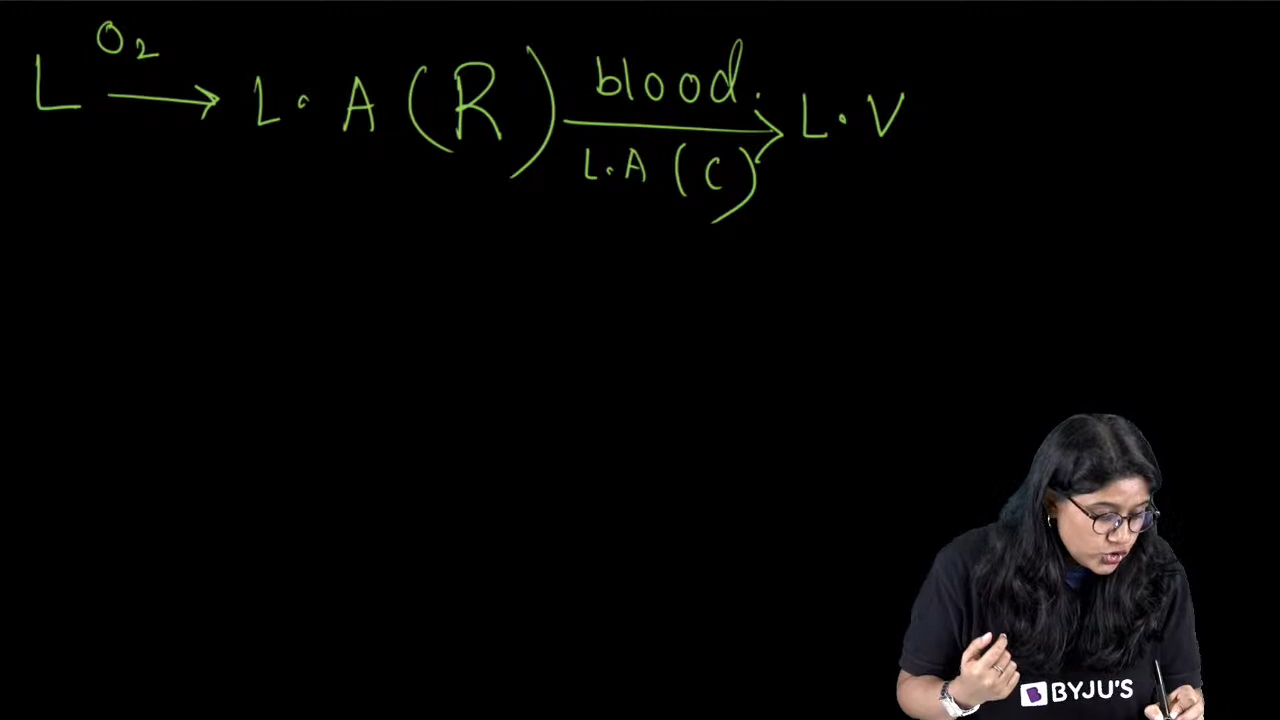 L O2 → L.A (R) blood. → L.V
L.A (C)
BYJU'S